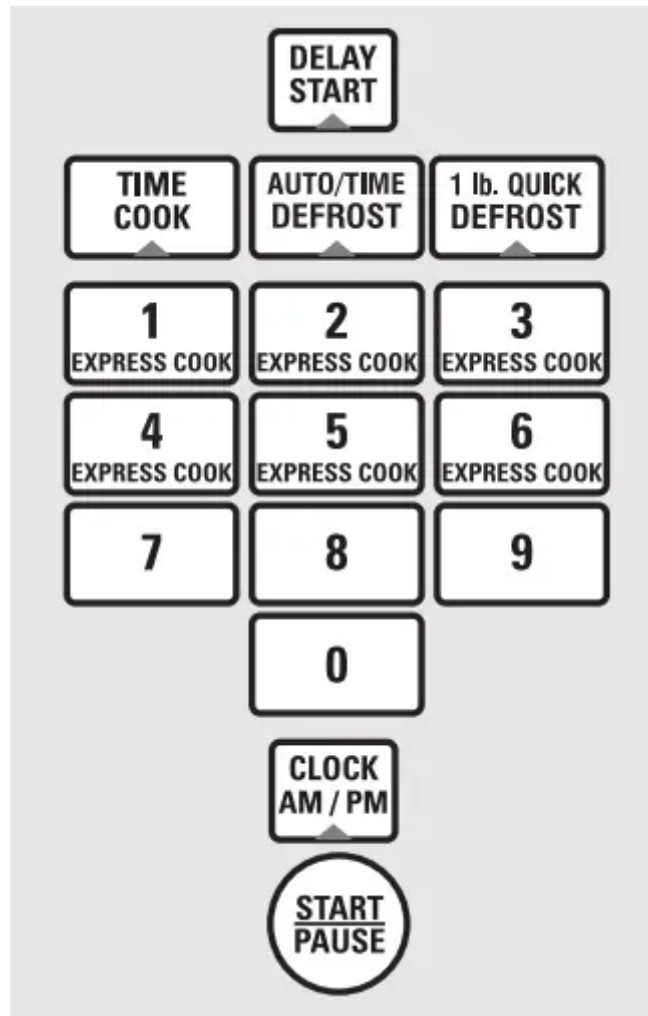 DELAY
START
TIME
COOK
AUTO/TIME
DEFROST
1 lb. QUICK
DEFROST
1
EXPRESS COOK
2
EXPRESS COOK
3
EXPRESS COOK
4
EXPRESS COOK
5
EXPRESS COOK
6
EXPRESS COOK
7
8
9
0
CLOCK
AM / PM
START
PAUSE